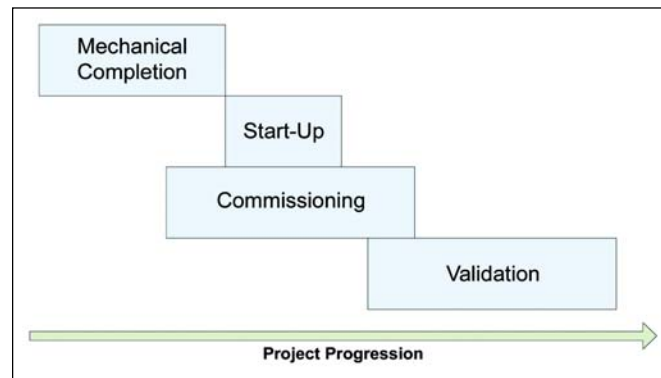 Mechanical
Completion
Start-Up
Commissioning
Validation
Project Progression